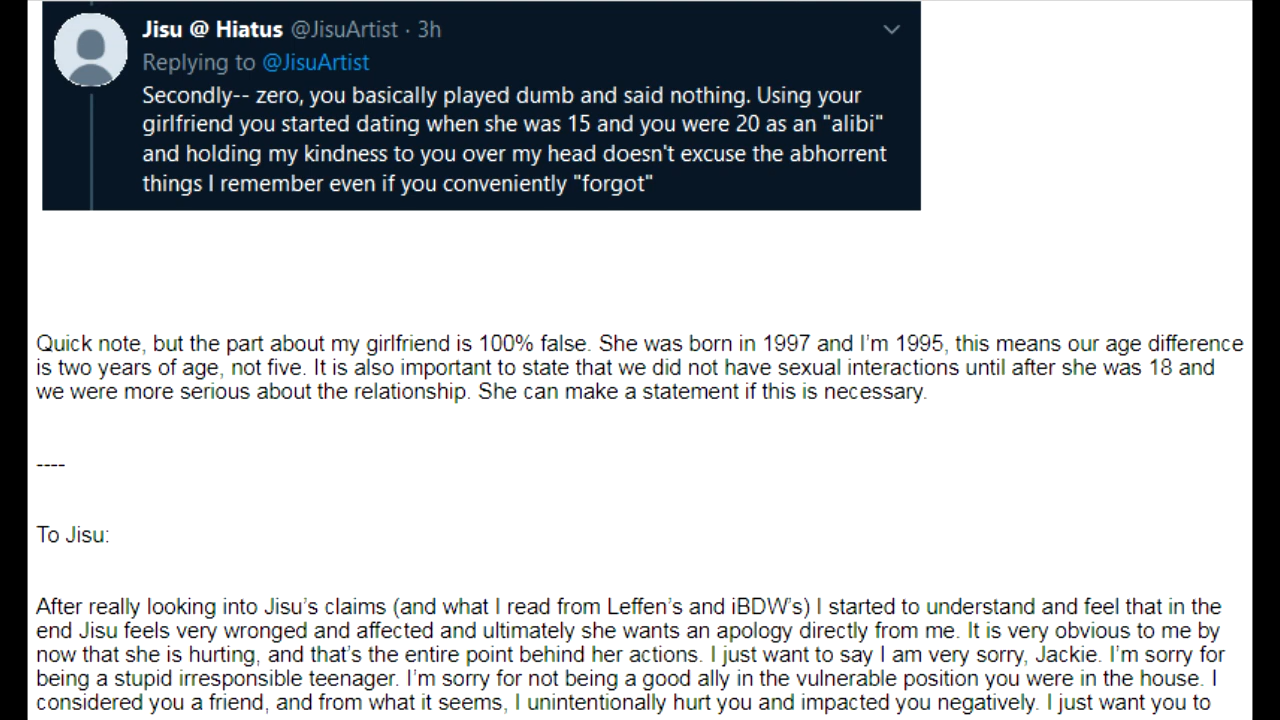 Jisu @ Hiatus @JisuArtist · 3h
Replying to @JisuArtist
Secondly-- zero, you basically played dumb and said nothing. Using your
girlfriend you started dating when she was 15 and you were 20 as an "alibi"
and holding my kindness to you over my head doesn't excuse the abhorrent
things I remember even if you conveniently "forgot"
Quick note, but the part about my girlfriend is 100% false. She was born in 1997 and I'm 1995, this means our age difference
is two years of age, not five. It is also important to state that we did not have sexual interactions until after she was 18 and
we were more serious about the relationship. She can make a statement if this is necessary.
----
To Jisu:
After really looking into Jisu's claims (and what I read from Leffen's and iBDW's) I started to understand and feel that in the
end Jisu feels very wronged and affected and ultimately she wants an apology directly from me. It is very obvious to me by
now that she is hurting, and that's the entire point behind her actions. I just want to say I am very sorry, Jackie. I'm sorry for
being a stupid irresponsible teenager. I'm sorry for not being a good ally in the vulnerable position you were in the house. I
considered you a friend, and from what it seems, I unintentionally hurt you and impacted you negatively. I just want you to